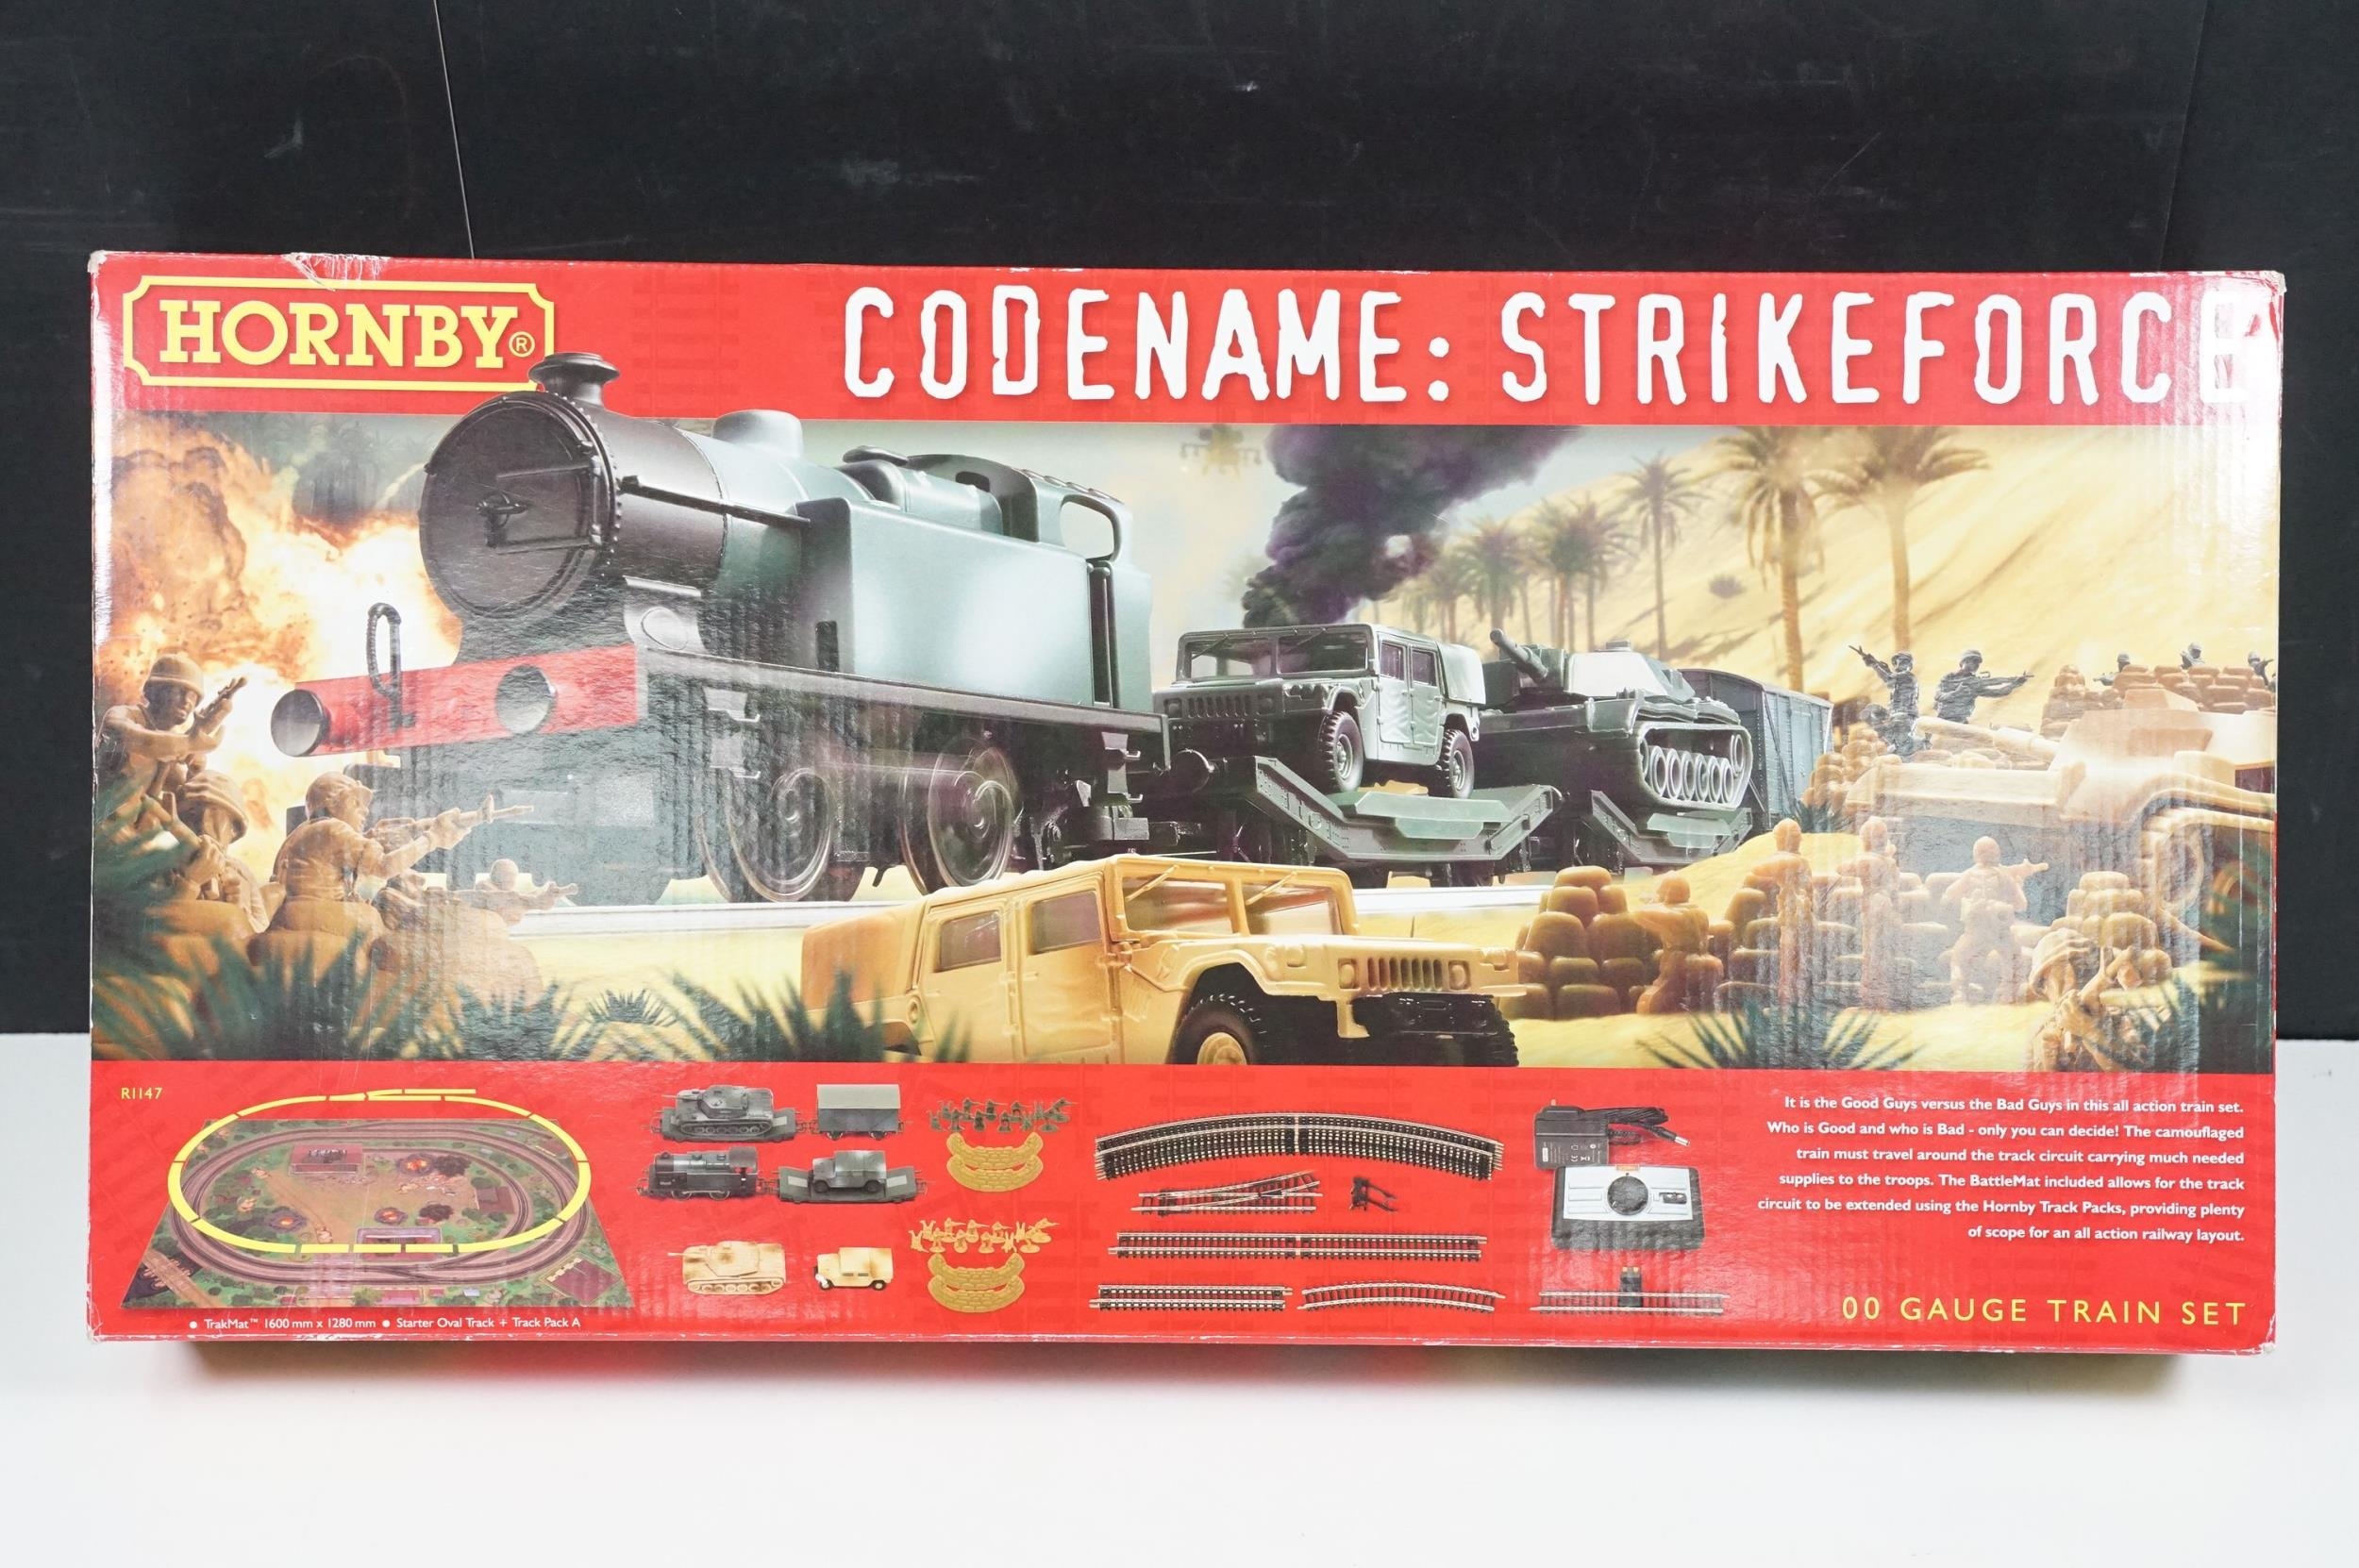 HORNBY®
CODENAME: STRIKEFORCE
R1147
• TrakMat™ 1600 mm x 1280 mm • Starter Oval Track + Track Pack A
It is the Good Guys versus the Bad Guys in this all action train set.
Who is Good and who is Bad - only you can decide! The camouflaged
train must travel around the track circuit carrying much needed
supplies to the troops. The BattleMat included allows for the track
circuit to be extended using the Hornby Track Packs, providing plenty
of scope for an all action railway layout.
00 GAUGE TRAIN SET